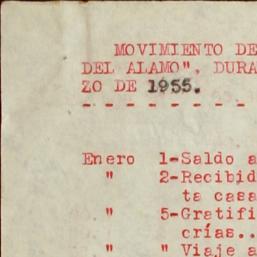 MOVIMIENTO DE
DEL ALAMO", DURA
ZO DE 1955.
- - - - - - - - -
Enero 1-Saldo a
" 2-Recibid
ta casa
" 5-Gratifi
crías..
" " Viaje a